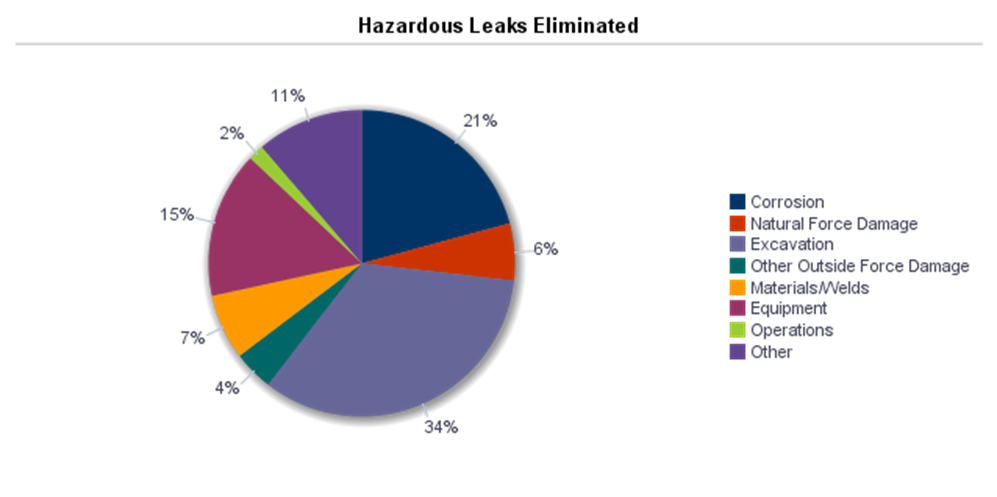 Hazardous Leaks Eliminated
11%
21%
2%
15%
6%
7%
4%
34%
Corrosion
Natural Force Damage
Excavation
Other Outside Force Damage
Materials/Welds
Equipment
Operations
Other